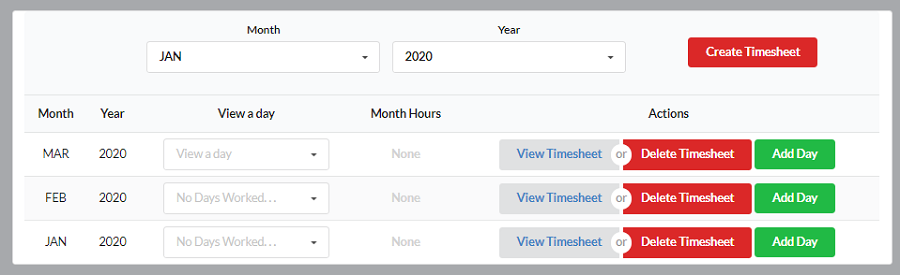 Month Year
JAN 2020 Create Timesheet
Month Year View a day Month Hours Actions
MAR 2020 View a day None View Timesheet or Delete Timesheet Add Day
FEB 2020 No Days Worked... None View Timesheet or Delete Timesheet Add Day
JAN 2020 No Days Worked... None View Timesheet or Delete Timesheet Add Day